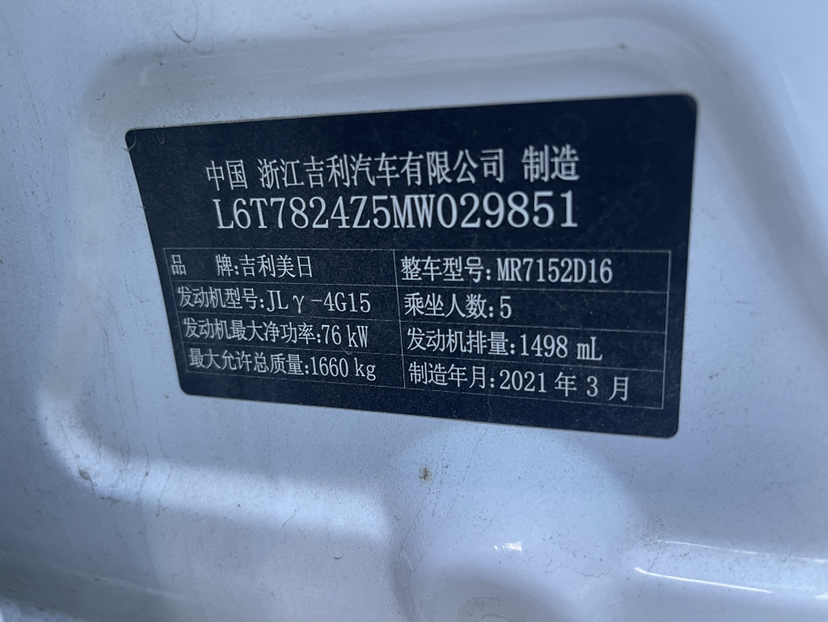 中国 浙江吉利汽车有限公司 制造
L6T7824Z5MW029851
品 牌:吉利美日 整车型号:MR7152D16
发动机型号:JLγ-4G15 乘坐人数:5
发动机最大净功率:76 kW 发动机排量:1498 mL
最大允许总质量:1660 kg 制造年月:2021 年 3 月